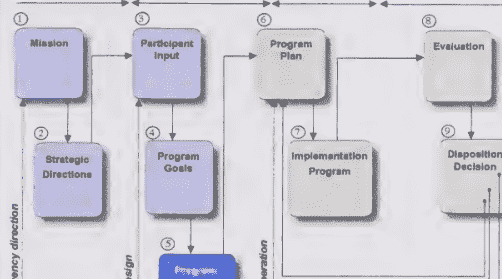 ①
Mission
②
Strategic
Directions
③
Participant
Input
④
Program
Goals
⑤
⑥
Program
Plan
⑦
Implementation
Program
⑧
Evaluation
⑨
Disposition
Decision
ency direction
sign
eration